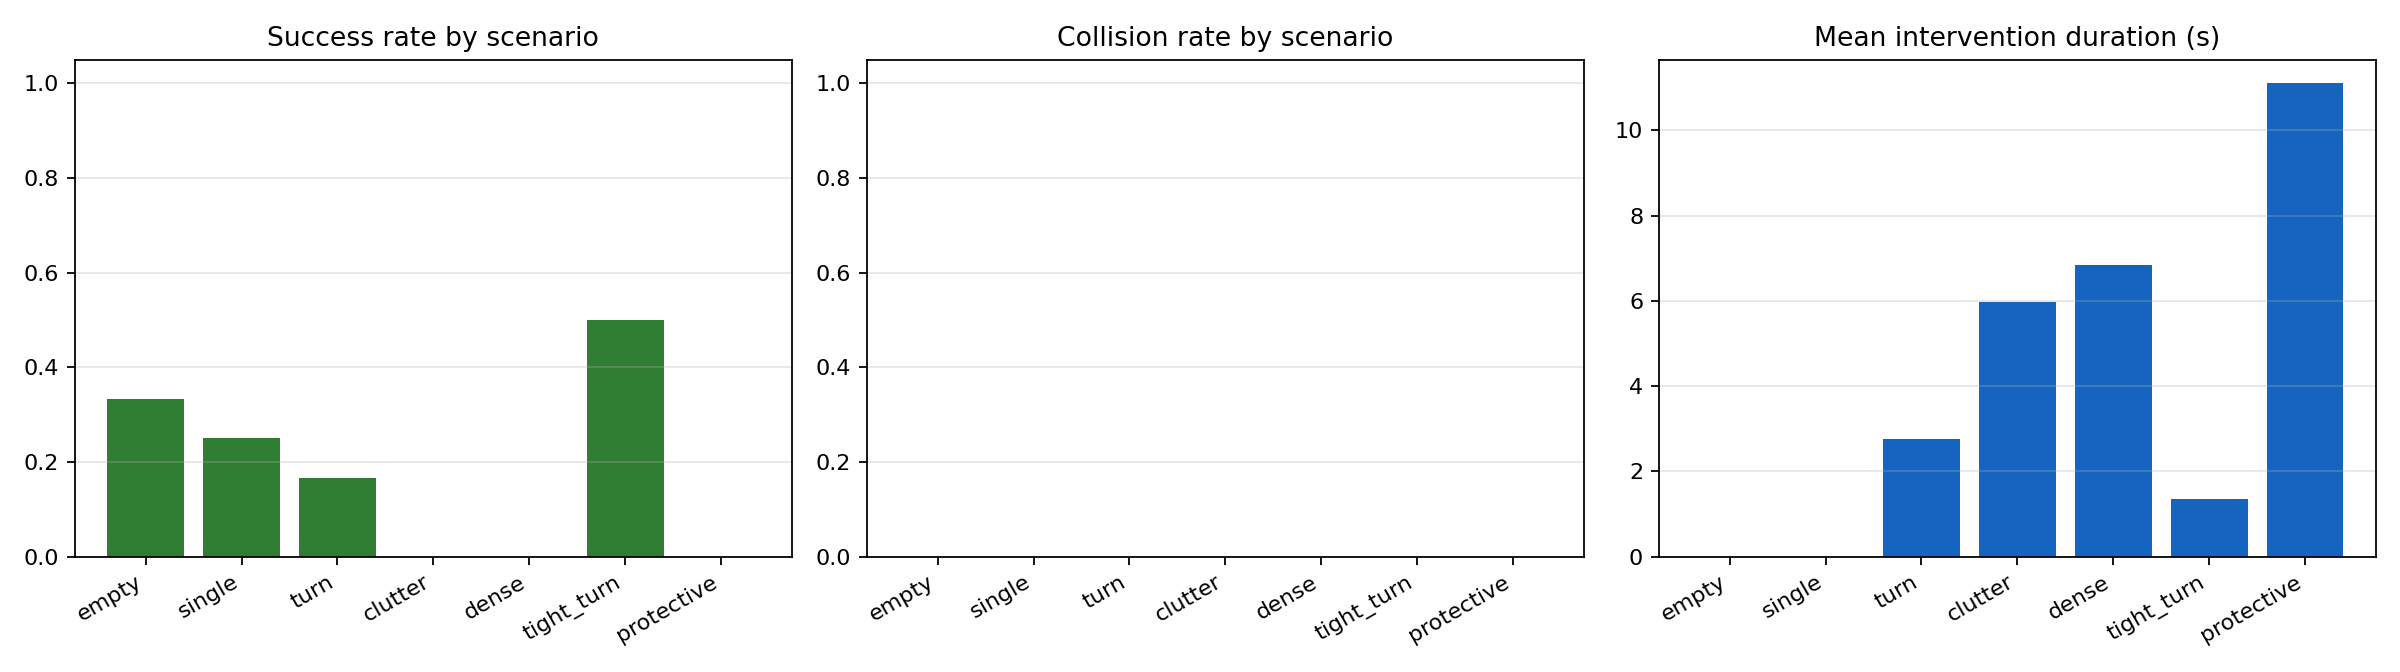 Success rate by scenario
1.0
0.8
0.6
0.4
0.2
0.0
empty
single
turn
clutter
dense
tight_turn
protective
Collision rate by scenario
1.0
0.8
0.6
0.4
0.2
0.0
empty
single
turn
clutter
dense
tight_turn
protective
Mean intervention duration (s)
10
8
6
4
2
0
empty
single
turn
clutter
dense
tight_turn
protective